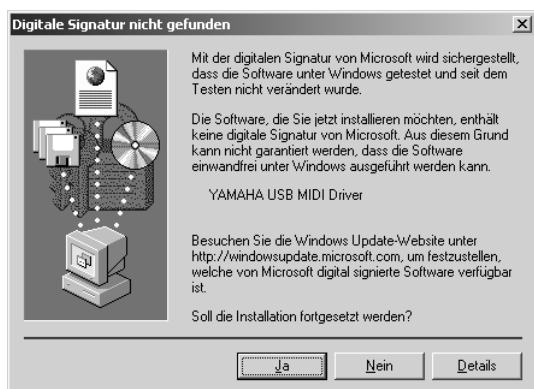 Digitale Signatur nicht gefunden
Mit der digitalen Signatur von Microsoft wird sichergestellt,
dass die Software unter Windows getestet und seit dem
Testen nicht verändert wurde.
Die Software, die Sie jetzt installieren möchten, enthält
keine digitale Signatur von Microsoft. Aus diesem Grund
kann nicht garantiert werden, dass die Software
einwandfrei unter Windows ausgeführt werden kann.
YAMAHA USB MIDI Driver
Besuchen Sie die Windows Update-Website unter
http://windowsupdate.microsoft.com, um festzustellen,
welche von Microsoft digital signierte Software verfügbar
ist.
Soll die Installation fortgesetzt werden?
Ja Nein Details